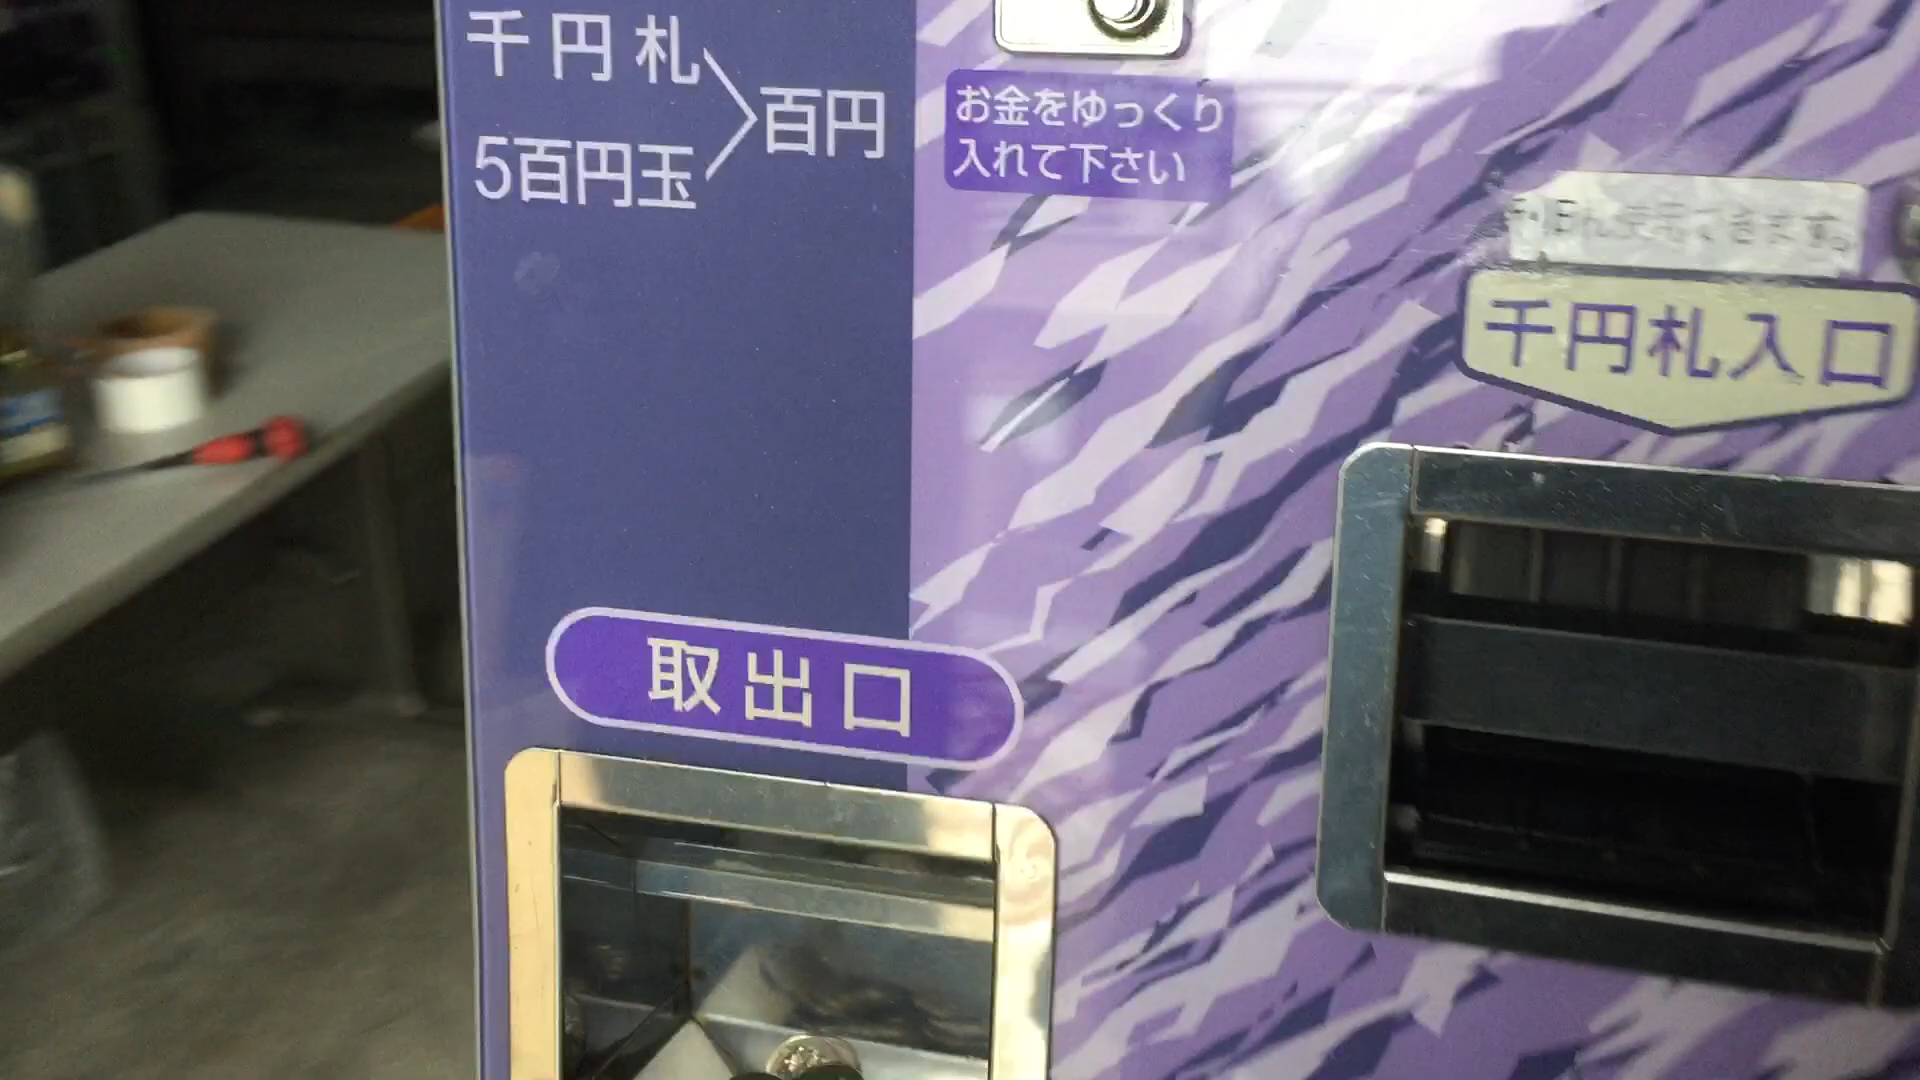 千円札
5百円玉
百円
お金をゆっくり
入れて下さい
千円札入口
取出口